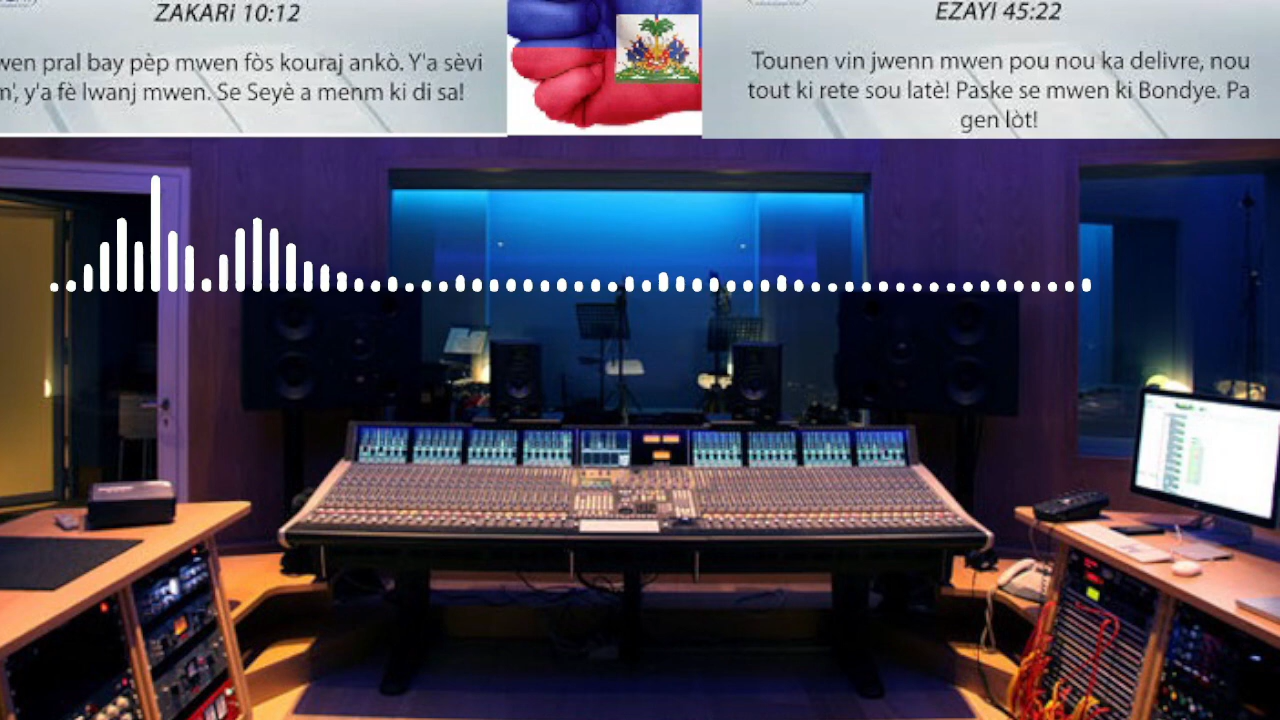 ZAKARi 10:12
wen pral bay pèp mwen fòs kouraj ankò. Y'a sèvi
m', y'a fè lwanj mwen. Se Seyè a menm ki di sa!
EZAYI 45:22
Tounen vin jwenn mwen pou nou ka delivre, nou
tout ki rete sou latè! Paske se mwen ki Bondye. Pa
gen lòt!